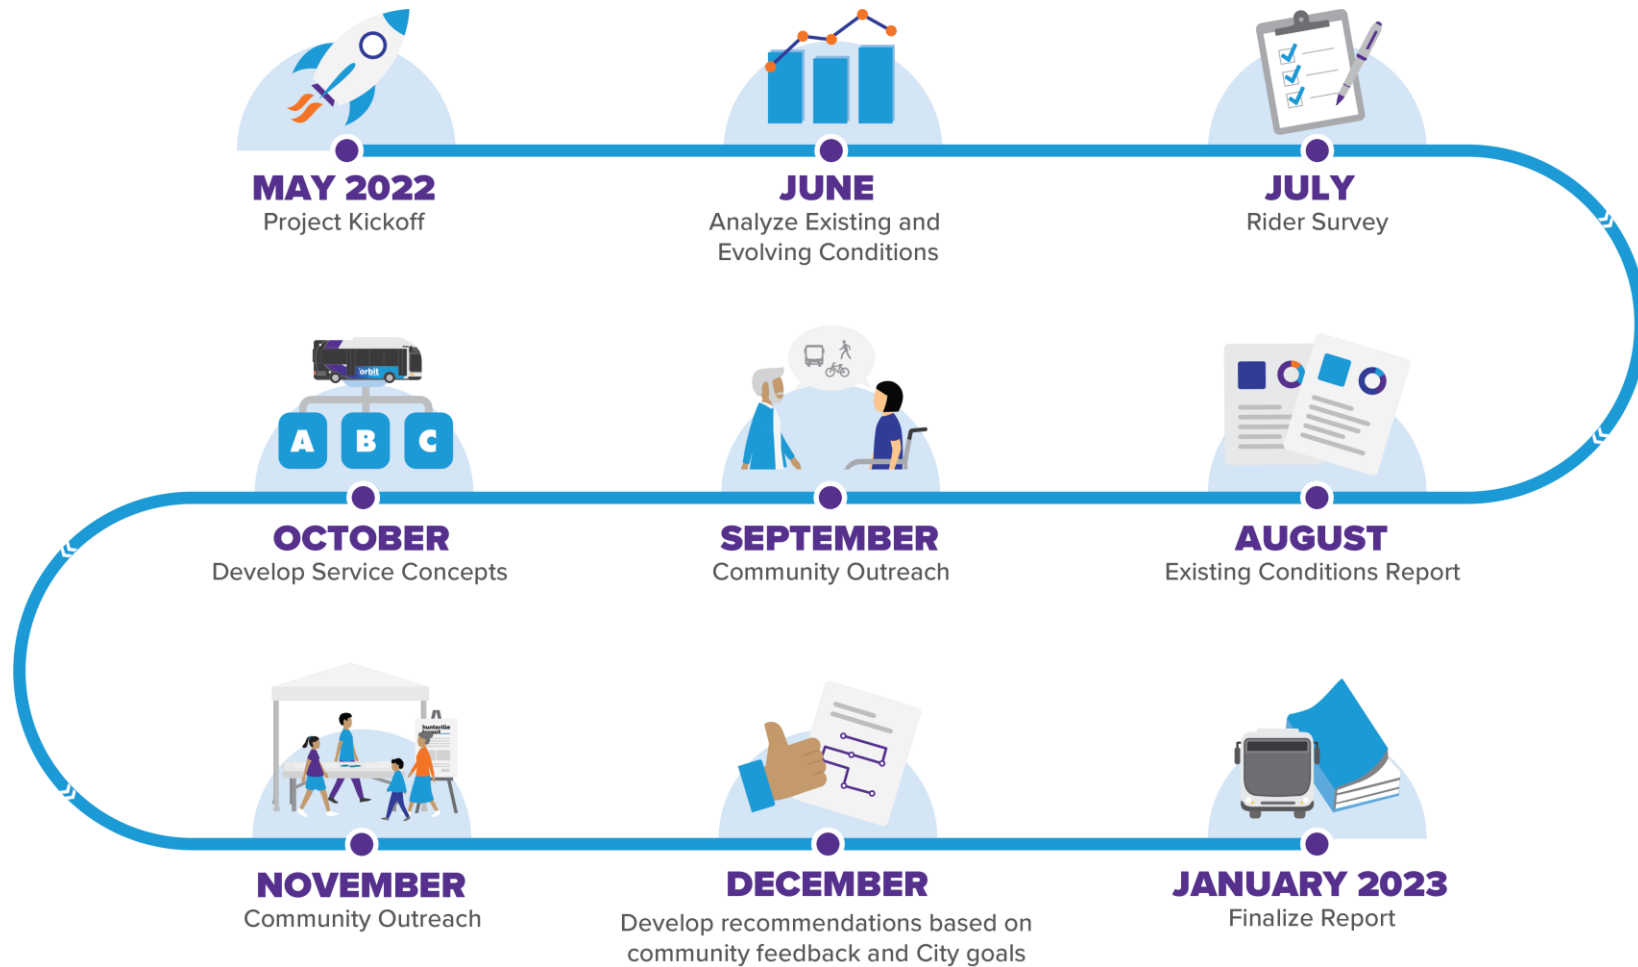 MAY 2022
Project Kickoff
JUNE
Analyze Existing and
Evolving Conditions
JULY
Rider Survey
orbit
A B C
OCTOBER
Develop Service Concepts
SEPTEMBER
Community Outreach
AUGUST
Existing Conditions Report
huntsville
NOVEMBER
Community Outreach
DECEMBER
Develop recommendations based on
community feedback and City goals
JANUARY 2023
Finalize Report